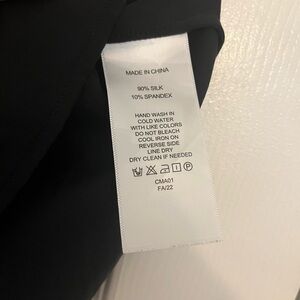 MADE IN CHINA
90% SILK
10% SPANDEX
HAND WASH IN
COLD WATER
WITH LIKE COLORS
DO NOT BLEACH
COOL IRON ON
REVERSE SIDE
LINE DRY
DRY CLEAN IF NEEDED
P
CMA01
FA/22